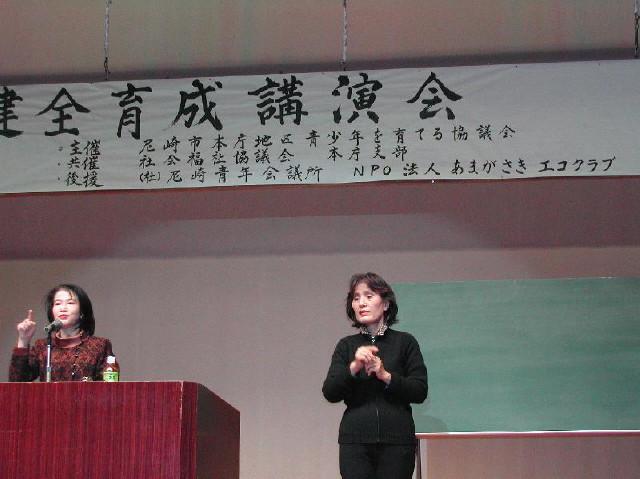 健全育成講演会
・主催 尼崎市本庁地区青少年を育てる協議会
・共催 社会福祉協議会本庁支部
・後援 (社)尼崎青年会議所 NPO法人あまがさきエコクラブ